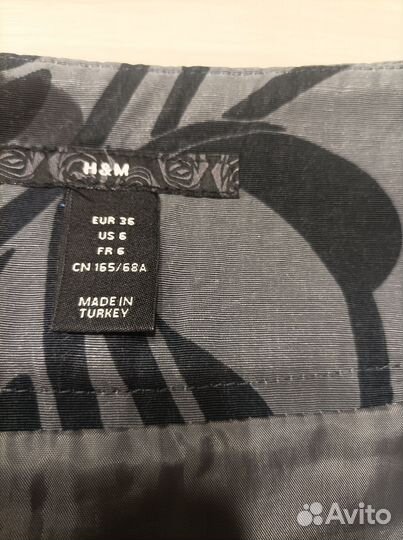 H&M
EUR 36
US 6
FR 6
CN 165/68A
MADE IN
TURKEY
Avito